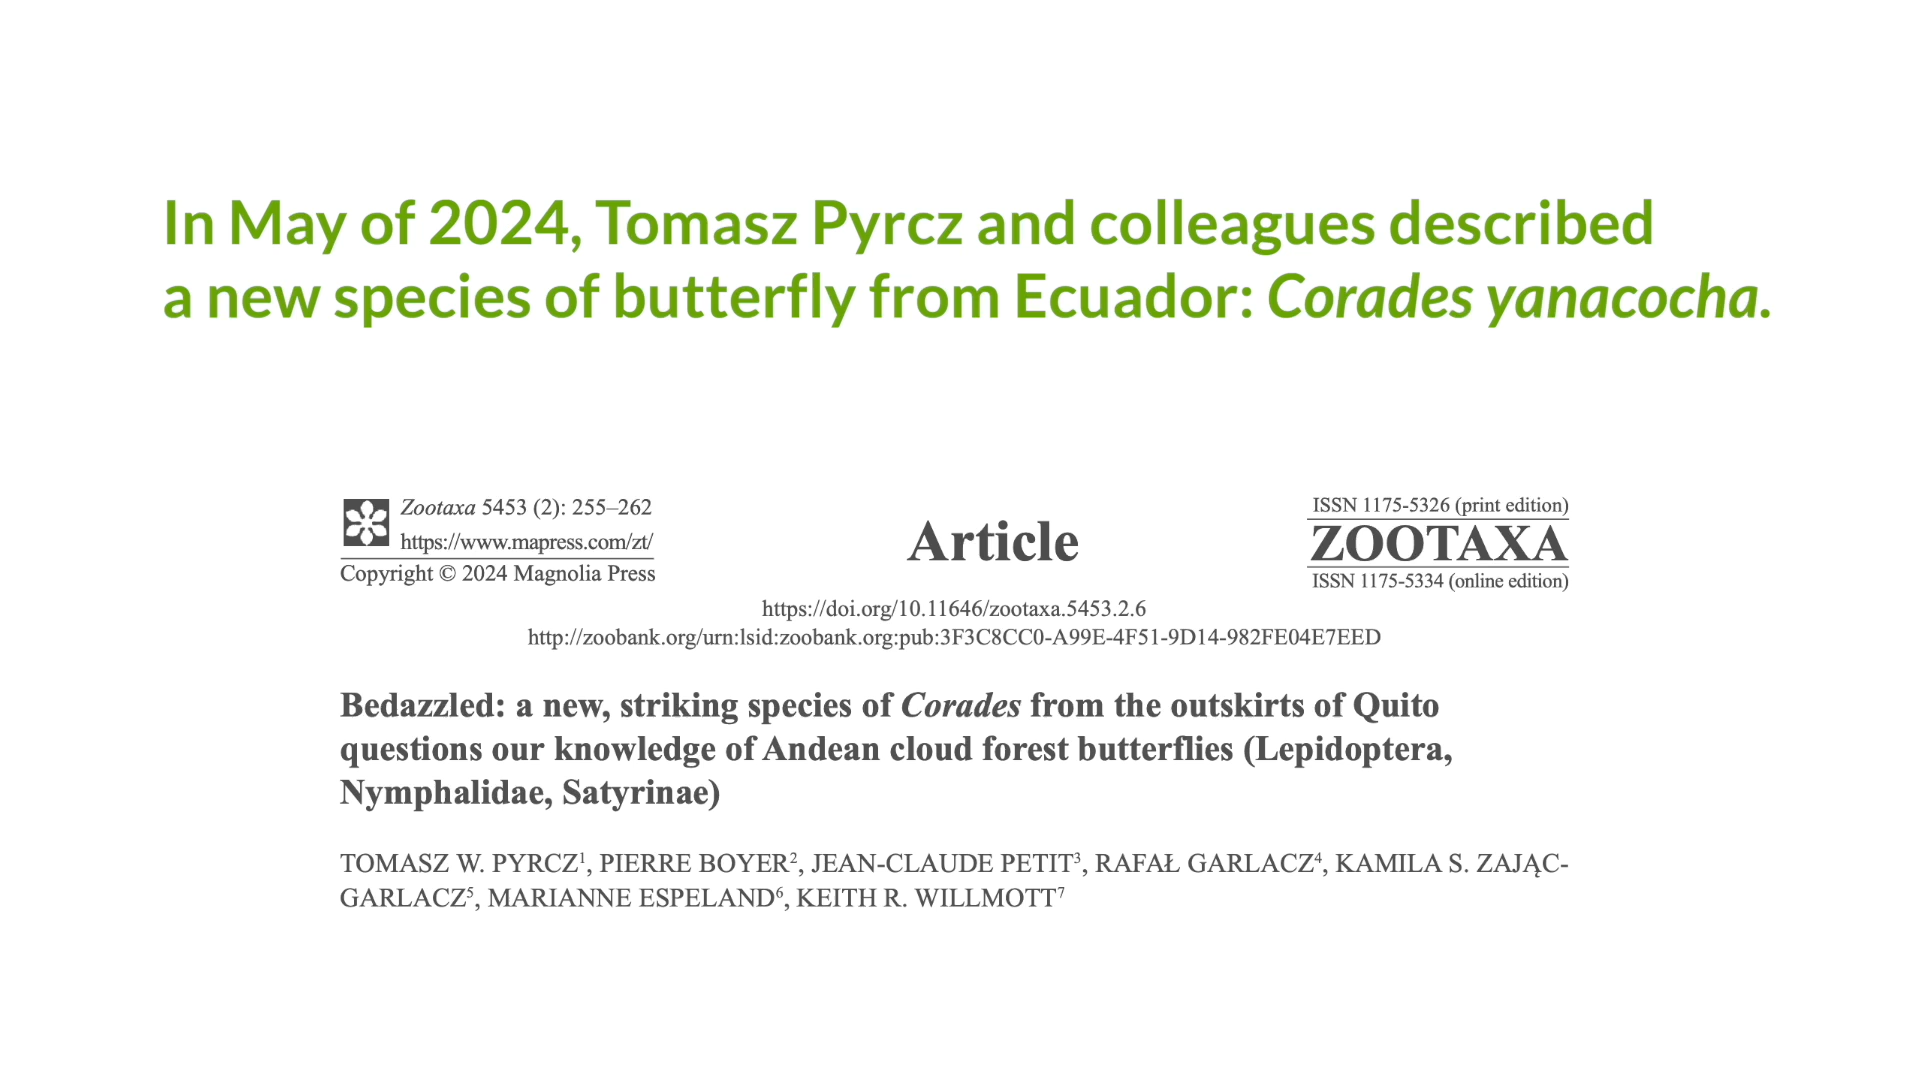 In May of 2024, Tomasz Pyrcz and colleagues described
a new species of butterfly from Ecuador: Corades yanacocha.
Zootaxa 5453 (2): 255–262
https://www.mapress.com/zt/
Copyright © 2024 Magnolia Press
Article
ISSN 1175-5326 (print edition)
ZOOTAXA
ISSN 1175-5334 (online edition)
https://doi.org/10.11646/zootaxa.5453.2.6
http://zoobank.org/urn:lsid:zoobank.org:pub:3F3C8CC0-A99E-4F51-9D14-982FE04E7EED
Bedazzled: a new, striking species of Corades from the outskirts of Quito
questions our knowledge of Andean cloud forest butterflies (Lepidoptera,
Nymphalidae, Satyrinae)
TOMASZ W. PYRCZ¹, PIERRE BOYER², JEAN-CLAUDE PETIT³, RAFAŁ GARLACZ⁴, KAMILA S. ZAJĄC-
GARLACZ⁵, MARIANNE ESPELAND⁶, KEITH R. WILLMOTT⁷